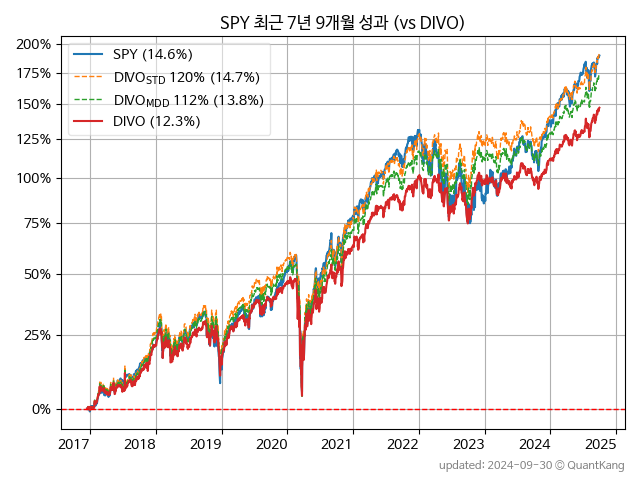 SPY 최근 7년 9개월 성과 (vs DIVO)
200%
175%
150%
125%
100%
75%
50%
25%
0%
SPY (14.6%)
DIVO_STD 120% (14.7%)
DIVO_MDD 112% (13.8%)
DIVO (12.3%)
2017 2018 2019 2020 2021 2022 2023 2024 2025
updated: 2024-09-30 © QuantKang